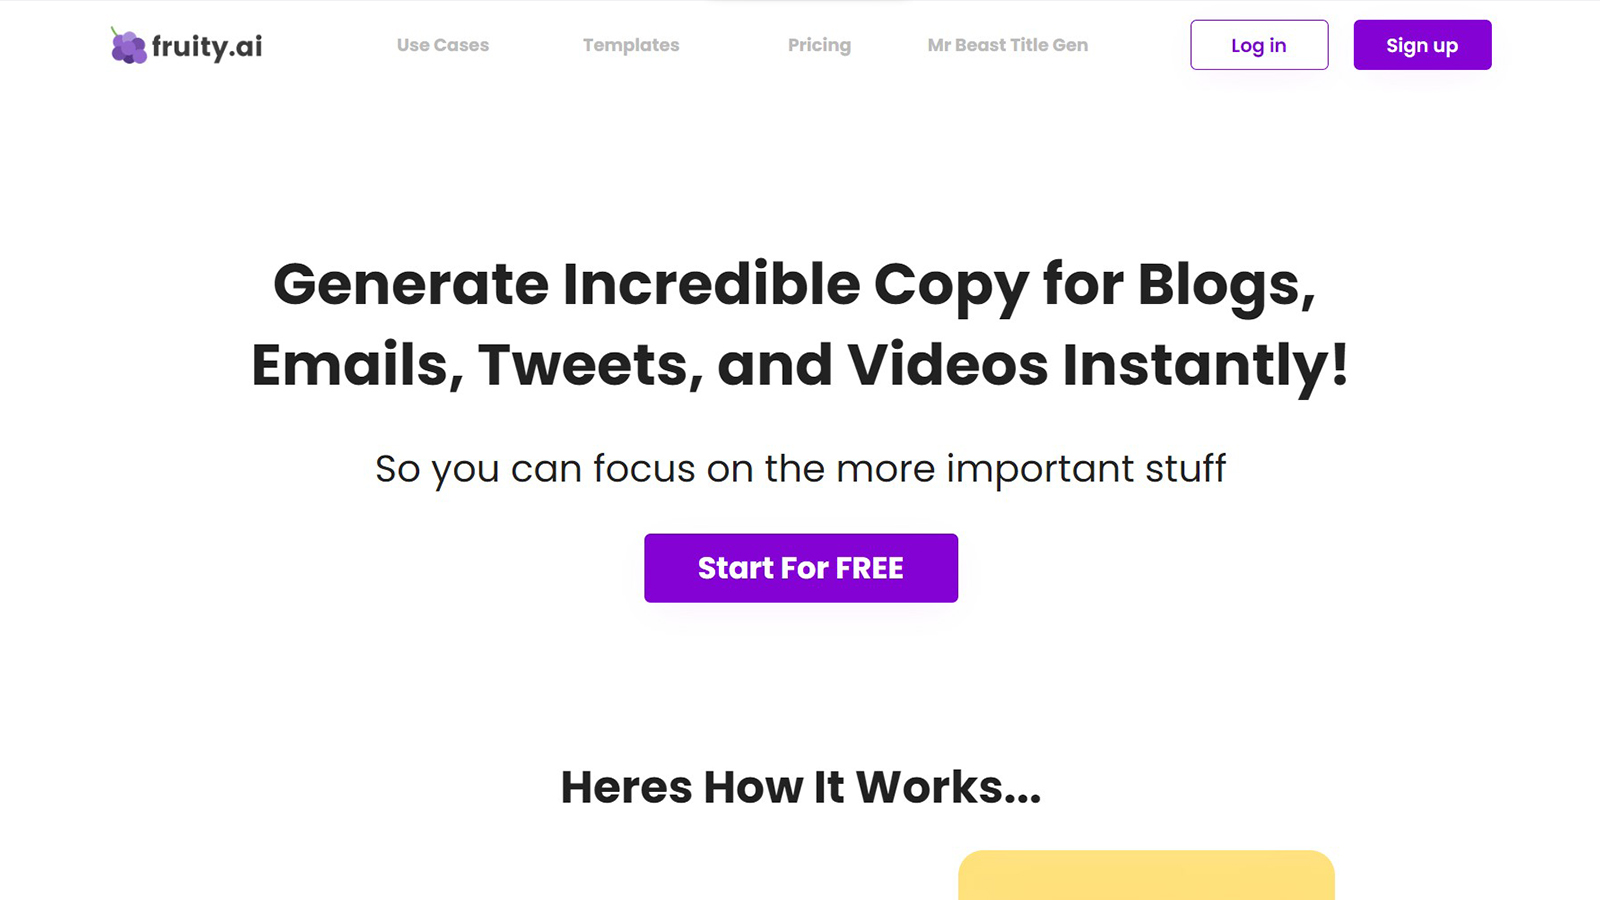 fruity.ai
Use Cases
Templates
Pricing
Mr Beast Title Gen
Log in
Sign up
Generate Incredible Copy for Blogs,
Emails, Tweets, and Videos Instantly!
So you can focus on the more important stuff
Start For FREE
Heres How It Works...